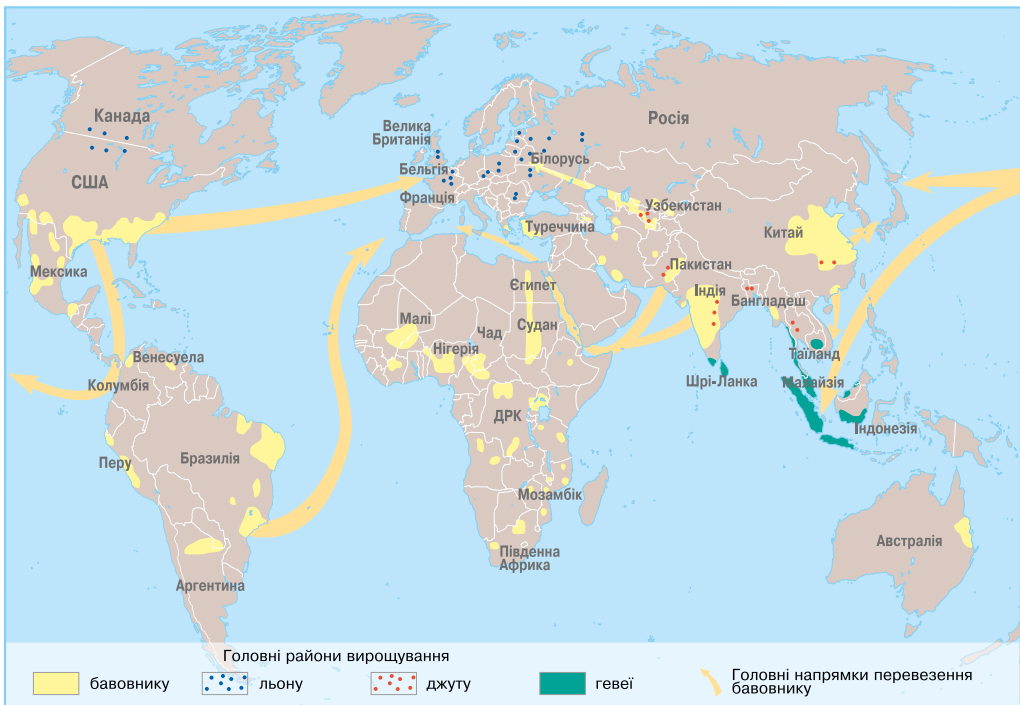 Канада
США
Мексика
Венесуела
Колумбія
Перу
Бразилія
Аргентина
Велика
Британія
Бельгія
Франція
Білорусь
Росія
Туреччина
Узбекистан
Китай
Пакистан
Індія
Бангладеш
Таїланд
Шрі-Ланка
Малайзія
Індонезія
Єгипет
Малі
Чад
Судан
Нігерія
ДРК
Мозамбік
Південна
Африка
Австралія
Головні райони вирощування
бавовнику
льону
джуту
гевеї
Головні напрямки перевезення
бавовнику